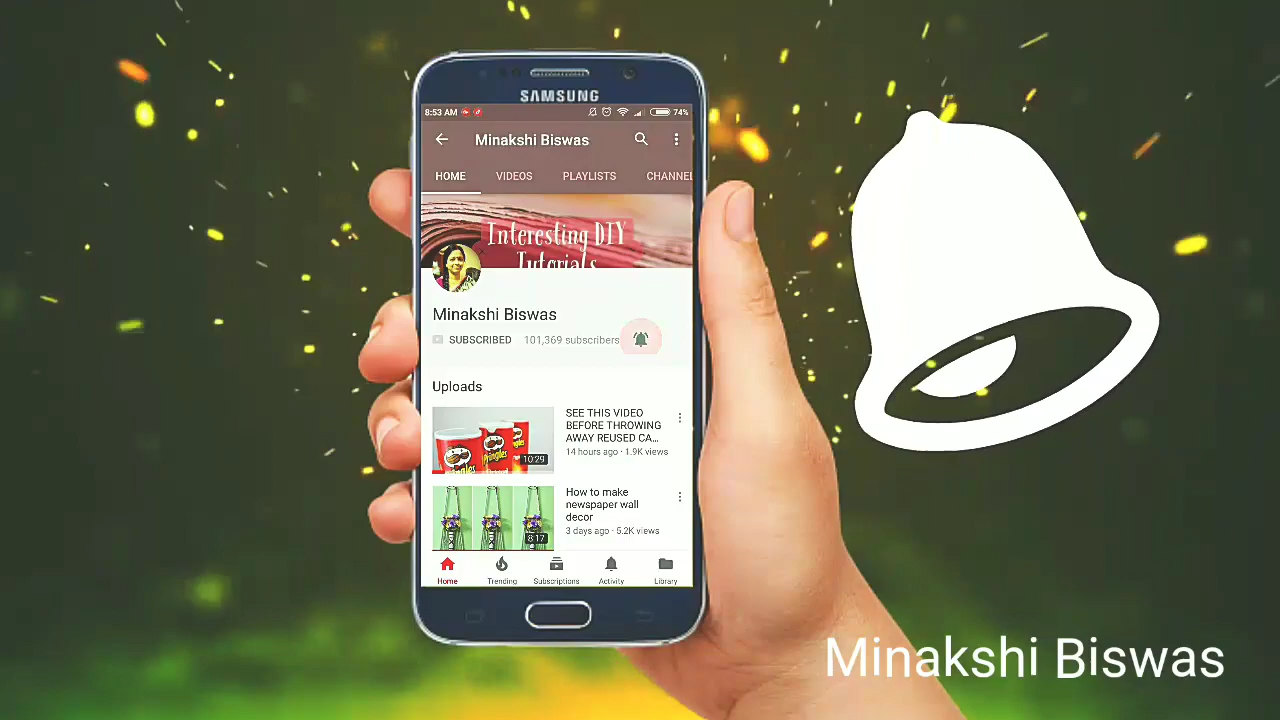 SAMSUNG
8:53 AM
74%
Minakshi Biswas
HOME VIDEOS PLAYLISTS CHANNEL
Interesting DIY
Tutorials
Minakshi Biswas
SUBSCRIBED 101,369 subscribers
Uploads
SEE THIS VIDEO
BEFORE THROWING
AWAY REUSED CA...
14 hours ago · 1.9K views
Pringles
Pringles
10:29
How to make
newspaper wall
decor
3 days ago · 5.2K views
8:17
Home Trending Subscriptions Activity Library
Minakshi Biswas